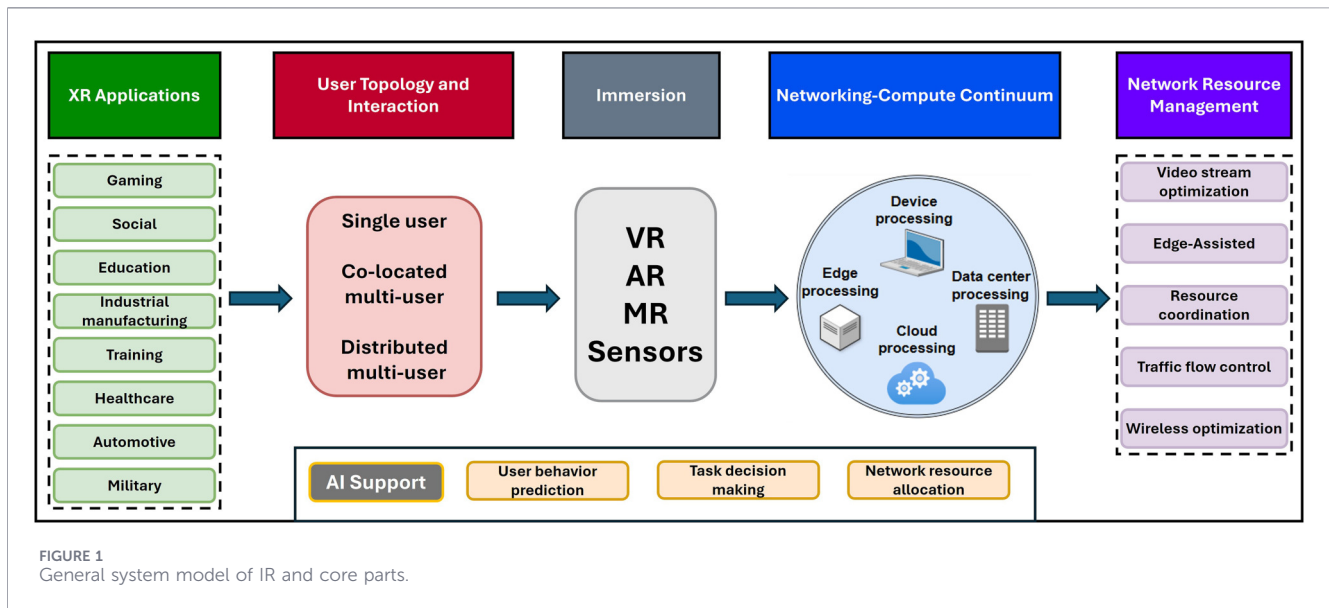 XR Applications
Gaming
Social
Education
Industrial
manufacturing
Training
Healthcare
Automotive
Military
User Topology and
Interaction
Single user
Co-located
multi-user
Distributed
multi-user
Immersion
VR
AR
MR
Sensors
Networking-Compute Continuum
Device
processing
Edge
processing
Data center
processing
Cloud
processing
Network Resource
Management
Video stream
optimization
Edge-Assisted
Resource
coordination
Traffic flow control
Wireless optimization
AI Support
User behavior
prediction
Task decision
making
Network resource
allocation
FIGURE 1
General system model of IR and core parts.